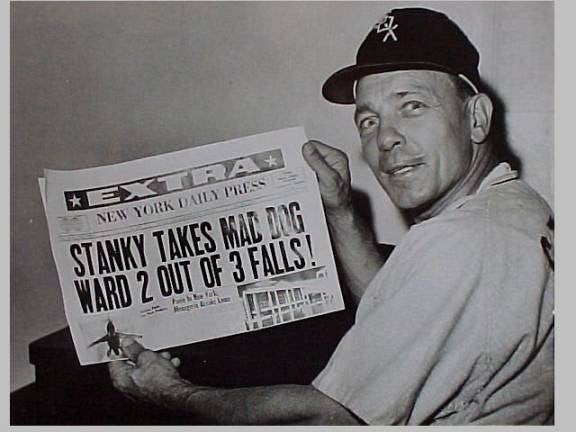 EXTRA
NEW YORK DAILY PRESS
STANKY TAKES MAD DOG
WARD 2 OUT OF 3 FALLS!